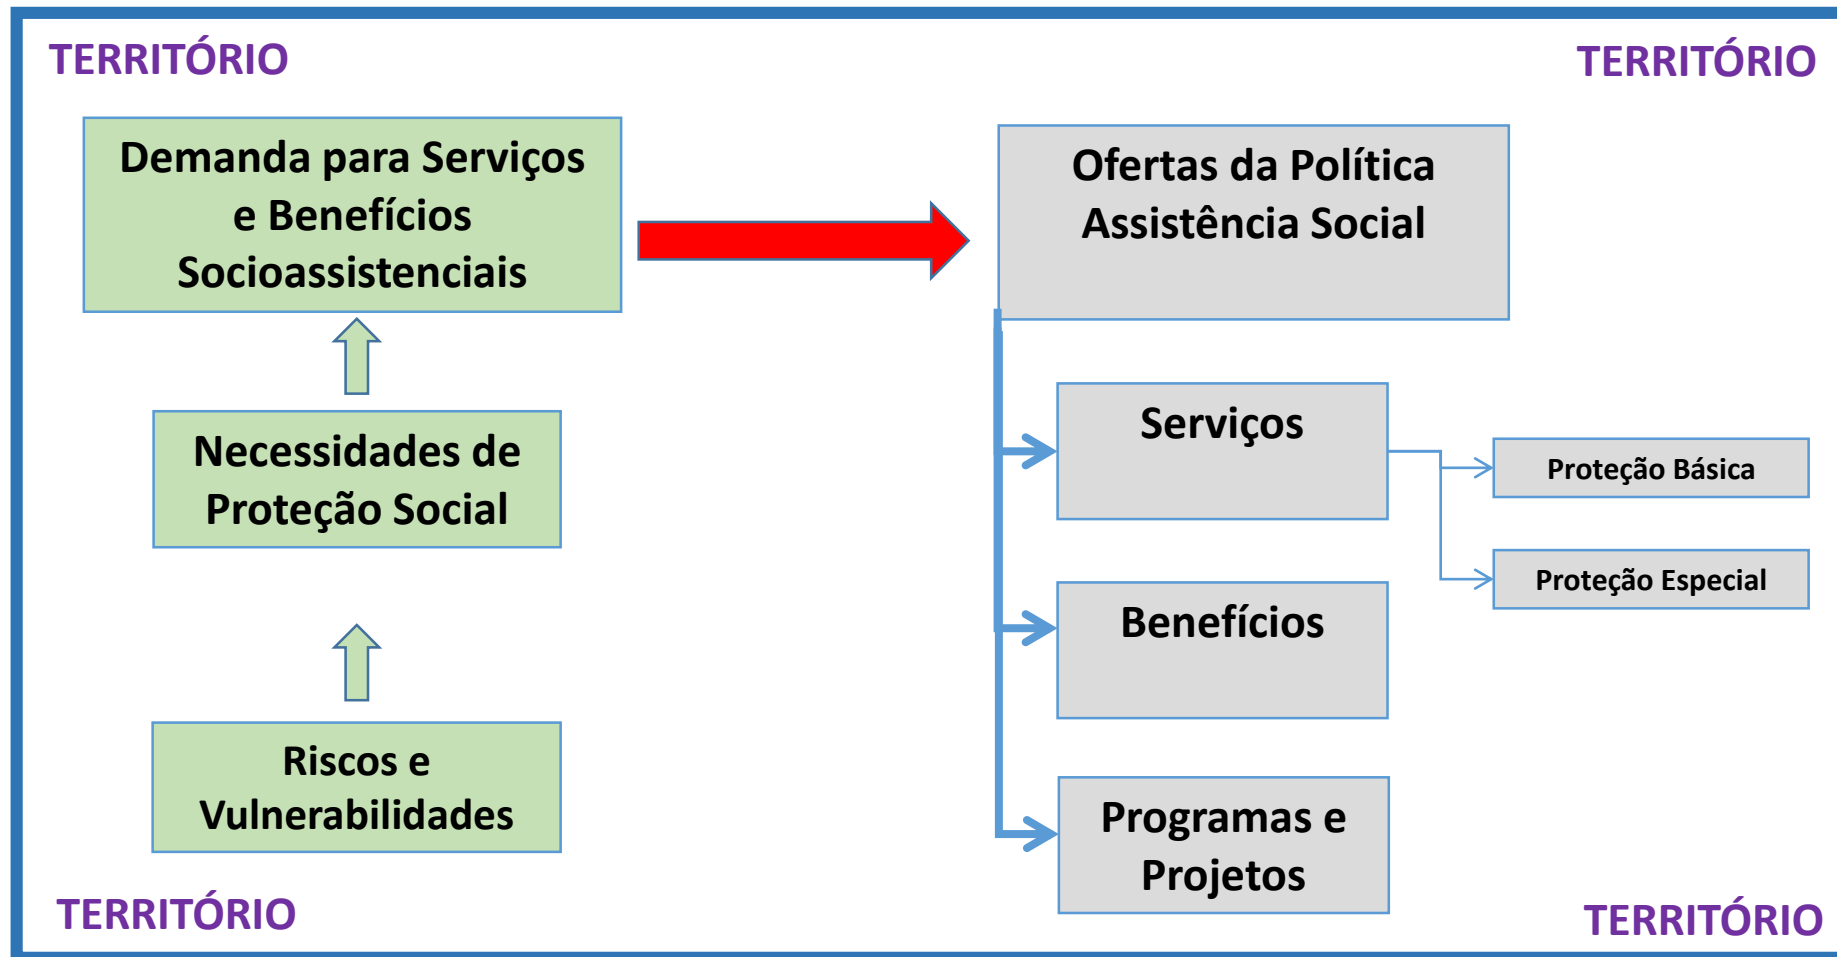 TERRITÓRIO
TERRITÓRIO
Demanda para Serviços
e Benefícios
Socioassistenciais
Necessidades de
Proteção Social
Riscos e
Vulnerabilidades
Ofertas da Política
Assistência Social
Serviços
Proteção Básica
Proteção Especial
Benefícios
Programas e
Projetos
TERRITÓRIO
TERRITÓRIO